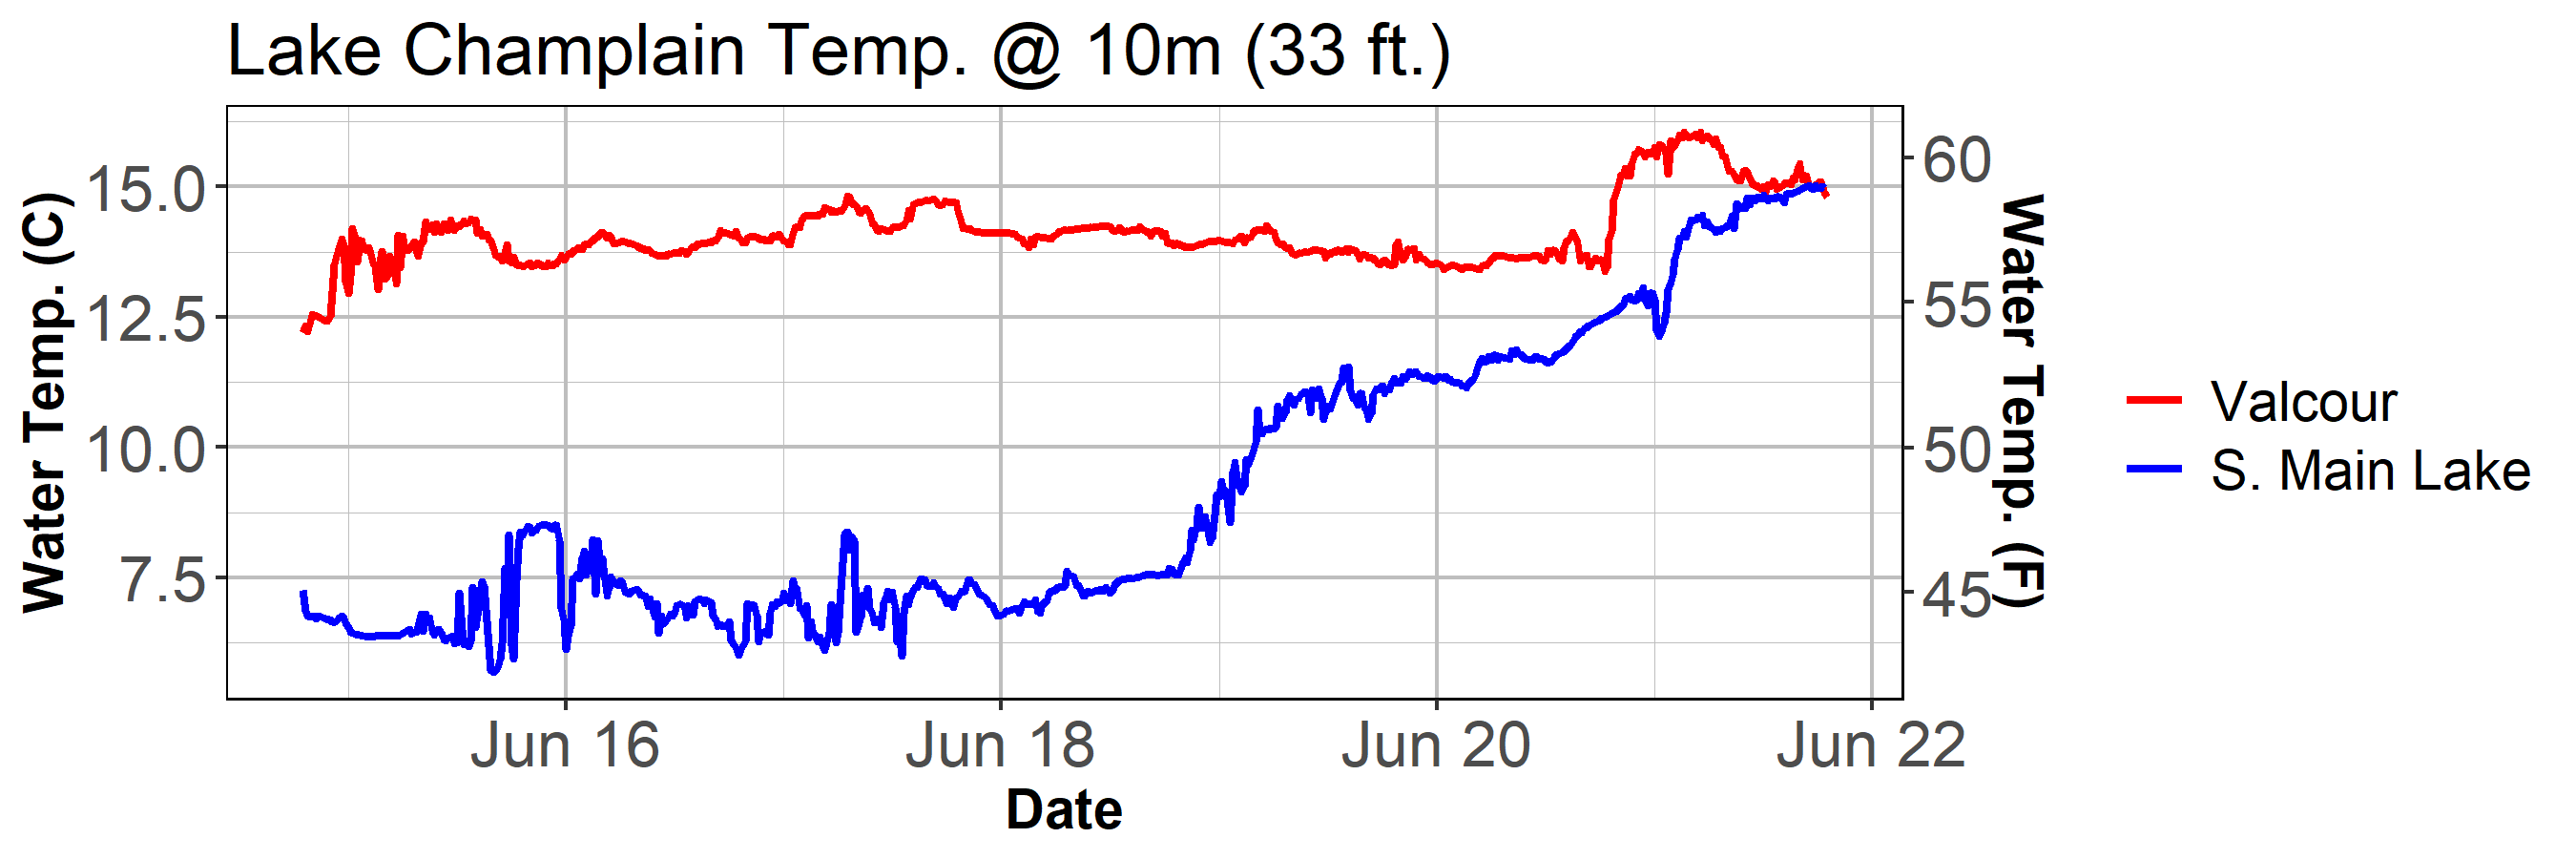 Lake Champlain Temp. @ 10m (33 ft.)
Water Temp. (C)
15.0
12.5
10.0
7.5
60
55
50
45
Water Temp. (F)
Jun 16
Jun 18
Jun 20
Jun 22
Date
Valcour
S. Main Lake